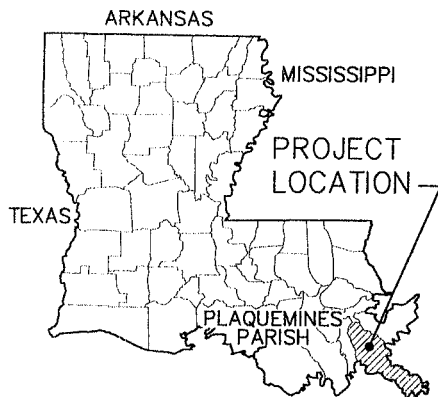 ARKANSAS
MISSISSIPPI
PROJECT
LOCATION
TEXAS
PLAQUEMINES
PARISH